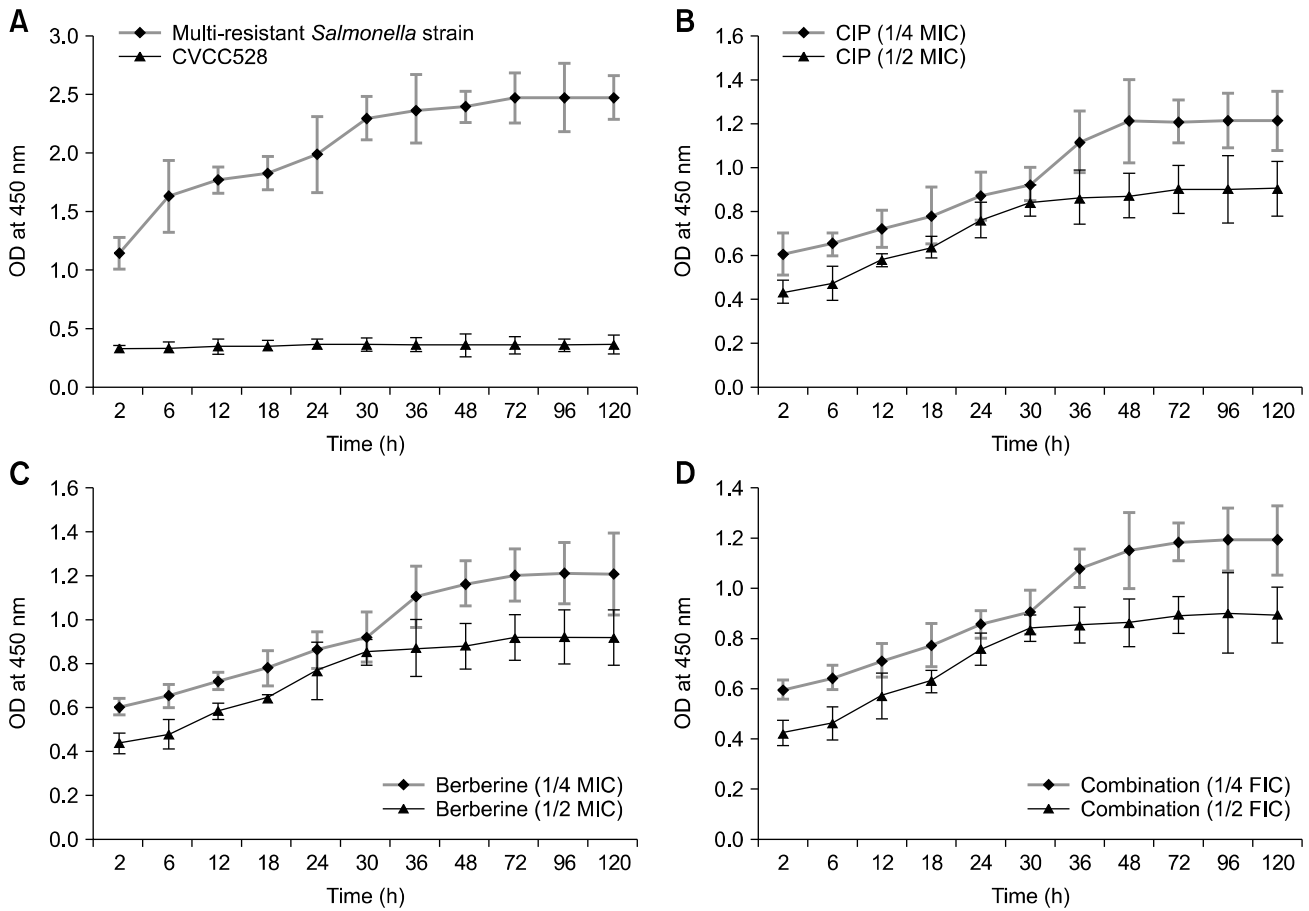 A
Multi-resistant Salmonella strain
CVCC528
3.0
2.5
2.0
1.5
1.0
0.5
0.0
OD at 450 nm
2 6 12 18 24 30 36 48 72 96 120
Time (h)
B
CIP (1/4 MIC)
CIP (1/2 MIC)
1.6
1.4
1.2
1.0
0.8
0.6
0.4
0.2
0.0
OD at 450 nm
2 6 12 18 24 30 36 48 72 96 120
Time (h)
C
1.6
1.4
1.2
1.0
0.8
0.6
0.4
0.2
0.0
OD at 450 nm
Berberine (1/4 MIC)
Berberine (1/2 MIC)
2 6 12 18 24 30 36 48 72 96 120
Time (h)
D
1.4
1.2
1.0
0.8
0.6
0.4
0.2
0.0
OD at 450 nm
Combination (1/4 FIC)
Combination (1/2 FIC)
2 6 12 18 24 30 36 48 72 96 120
Time (h)